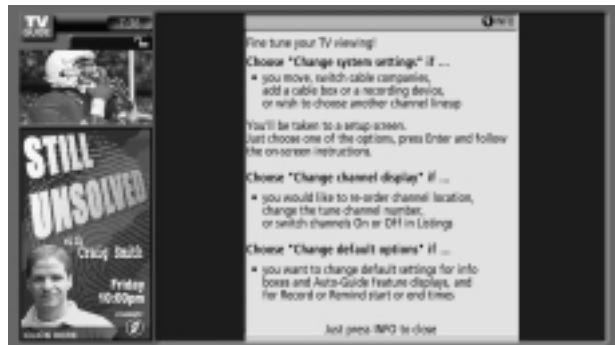 TV
GUIDE
INFO
Fine tune your TV viewing!
Choose "Change system settings" if ...
• you move, switch cable companies,
add a cable box or a recording device,
or wish to choose another channel lineup
You'll be taken to a setup screen.
Just choose one of the options, press Enter and follow
the on-screen instructions.
Choose "Change channel display" if ...
• you would like to re-order channel location,
change the tune channel number,
or switch channels On or Off in Listings
Choose "Change default options" if ...
• you want to change default settings for info
boxes and Auto-Guide feature displays, and
for Record or Remind start or end times
Just press INFO to close
STILL
UNSOLVED
with
Craig Smith
Friday
10:00pm